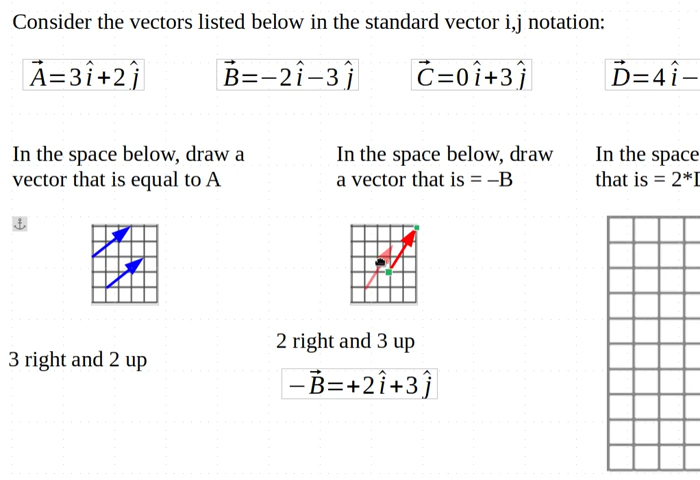 Consider the vectors listed below in the standard vector i,j notation:
A⃗=3î+2ĵ
B⃗=−2î−3ĵ
C⃗=0î+3ĵ
D⃗=4î−
In the space below, draw a
vector that is equal to A
In the space below, draw
a vector that is = –B
In the space
that is = 2*
3 right and 2 up
2 right and 3 up
−B⃗=+2î+3ĵ